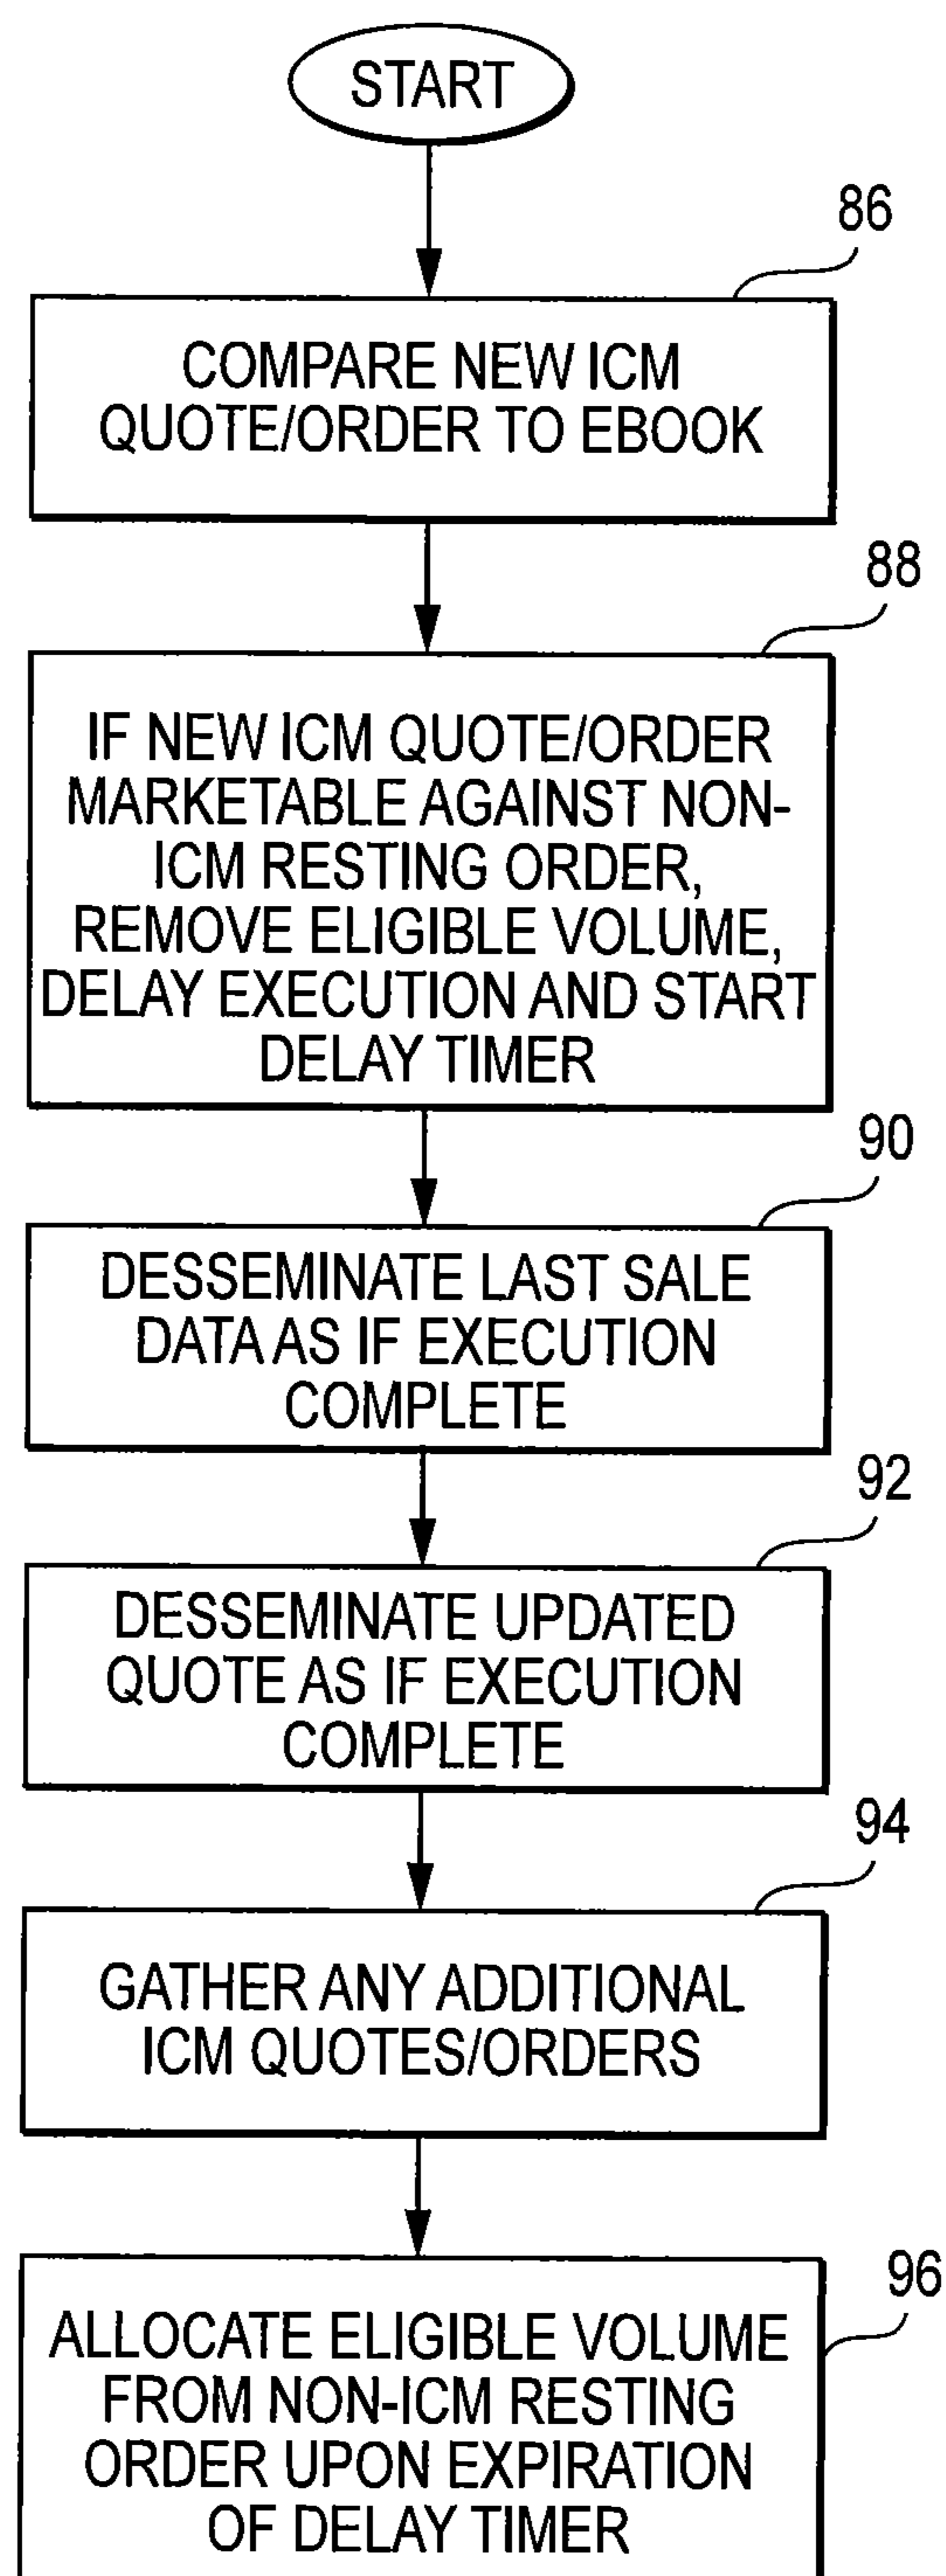 START
86
COMPARE NEW ICM
QUOTE/ORDER TO EBOOK
88
IF NEW ICM QUOTE/ORDER
MARKETABLE AGAINST NON-
ICM RESTING ORDER,
REMOVE ELIGIBLE VOLUME,
DELAY EXECUTION AND START
DELAY TIMER
90
DESSEMINATE LAST SALE
DATA AS IF EXECUTION
COMPLETE
92
DESSEMINATE UPDATED
QUOTE AS IF EXECUTION
COMPLETE
94
GATHER ANY ADDITIONAL
ICM QUOTES/ORDERS
96
ALLOCATE ELIGIBLE VOLUME
FROM NON-ICM RESTING
ORDER UPON EXPIRATION
OF DELAY TIMER